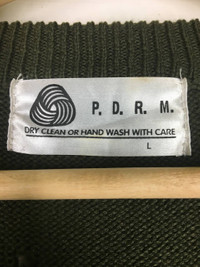 P. D. R. M.
DRY CLEAN OR HAND WASH WITH CARE
L